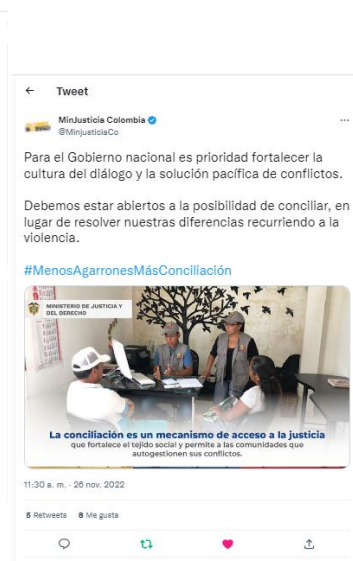 Tweet
MinJusticia Colombia
@MinjusticiaCo
Para el Gobierno nacional es prioridad fortalecer la
cultura del diálogo y la solución pacífica de conflictos.
Debemos estar abiertos a la posibilidad de conciliar, en
lugar de resolver nuestras diferencias recurriendo a la
violencia.
#MenosAgarronesMásConciliación
MINISTERIO DE JUSTICIA Y
DEL DERECHO
La conciliación es un mecanismo de acceso a la justicia
que fortalece el tejido social y permite a las comunidades que
autogestionen sus conflictos.
11:30 a. m. · 26 nov. 2022
5 Retweets 8 Me gusta